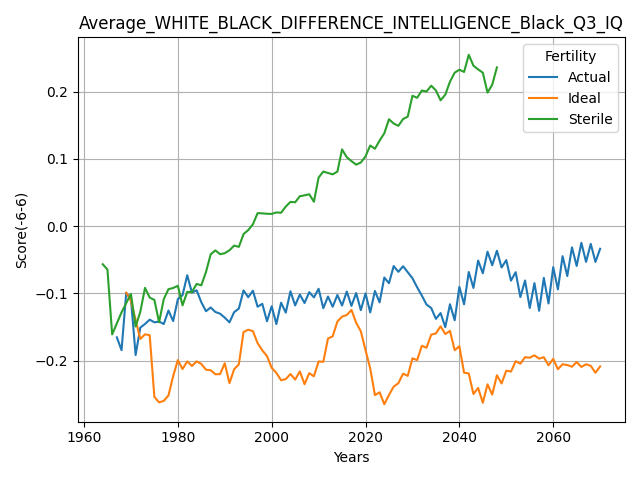 Average_WHITE_BLACK_DIFFERENCE_INTELLIGENCE_Black_Q3_IQ
Fertility
Actual
Ideal
Sterile
Score(-6-6)
0.2
0.1
0.0
−0.1
−0.2
1960
1980
2000
2020
2040
2060
Years